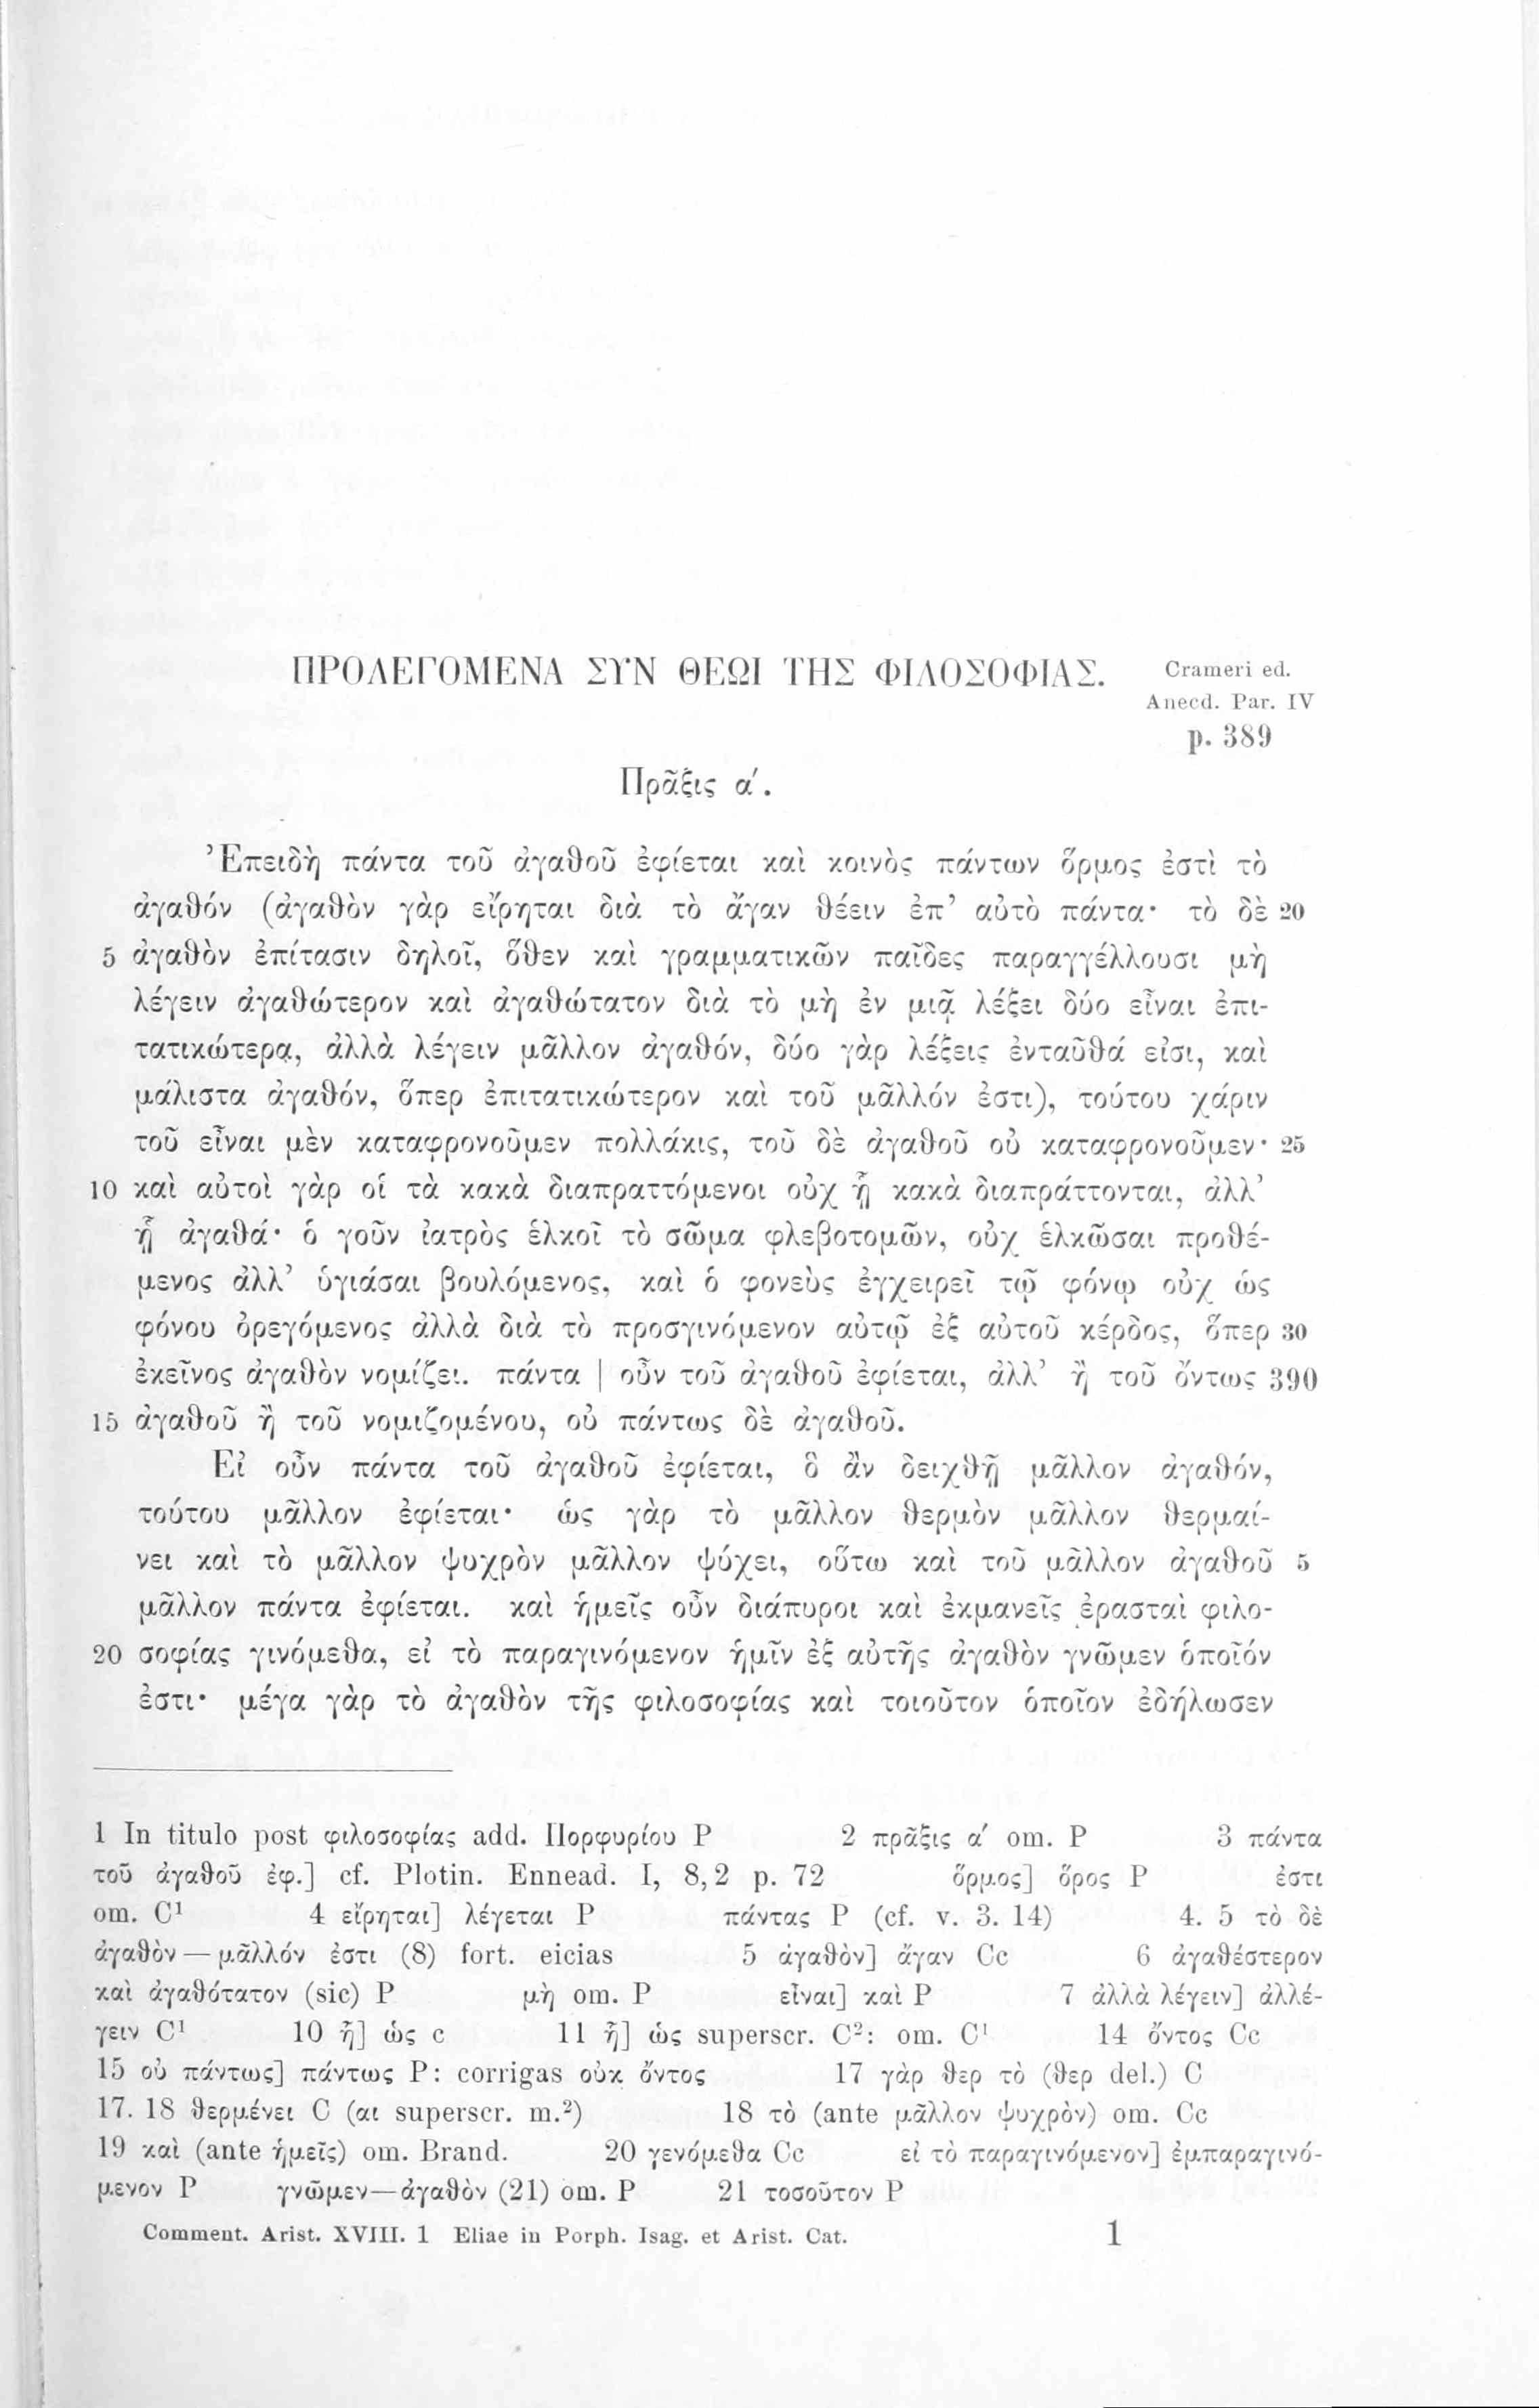 ΠΡΟΛΕΓΟΜΕΝΑ ΣΥΝ ΘΕΩΙ ΤΗΣ ΦΙΛΟΣΟΦΙΑΣ. Crameri ed.
Anecd. Par. IV
p. 389
Πρᾶξις α΄.
Ἐπειδὴ πάντα τοῦ ἀγαθοῦ ἐφίεται καὶ κοινὸς πάντων ὅρμος ἐστὶ τὸ
ἀγαθόν (ἀγαθὸν γὰρ εἴρηται διὰ τὸ ἄγαν θέειν ἐπ’ αὐτὸ πάντα· τὸ δὲ 20
5 ἀγαθὸν ἐπίτασιν δηλοῖ, ὅθεν καὶ γραμματικῶν παῖδες παραγγέλλουσι μὴ
λέγειν ἀγαθώτερον καὶ ἀγαθώτατον διὰ τὸ μὴ ἐν μιᾷ λέξει δύο εἶναι ἐπι-
τατικώτερα, ἀλλὰ λέγειν μᾶλλον ἀγαθόν, δύο γὰρ λέξεις ἐνταῦθά εἰσι, καὶ
μάλιστα ἀγαθόν, ὅπερ ἐπιτατικώτερον καὶ τοῦ μᾶλλόν ἐστι), τούτου χάριν
τοῦ εἶναι μὲν καταφρονοῦμεν πολλάκις, τοῦ δὲ ἀγαθοῦ οὐ καταφρονοῦμεν· 25
10 καὶ αὐτοὶ γὰρ οἱ τὰ κακὰ διαπραττόμενοι οὐχ ᾗ κακὰ διαπράττονται, ἀλλ’
ᾗ ἀγαθά· ὁ γοῦν ἰατρὸς ἑλκοῖ τὸ σῶμα φλεβοτομῶν, οὐχ ἑλκῶσαι προθέ-
μενος ἀλλ’ ὑγιάσαι βουλόμενος, καὶ ὁ φονεὺς ἐγχειρεῖ τῷ φόνῳ οὐχ ὡς
φόνου ὀρεγόμενος ἀλλὰ διὰ τὸ προσγινόμενον αὐτῷ ἐξ αὐτοῦ κέρδος, ὅπερ 30
ἐκεῖνος ἀγαθὸν νομίζει. πάντα | οὖν τοῦ ἀγαθοῦ ἐφίεται, ἀλλ’ ἢ τοῦ ὄντως 390
15 ἀγαθοῦ ἢ τοῦ νομιζομένου, οὐ πάντως δὲ ἀγαθοῦ.
Εἰ οὖν πάντα τοῦ ἀγαθοῦ ἐφίεται, ὃ ἂν δειχθῇ μᾶλλον ἀγαθόν,
τούτου μᾶλλον ἐφίεται· ὡς γὰρ τὸ μᾶλλον θερμὸν μᾶλλον θερμαί-
νει καὶ τὸ μᾶλλον ψυχρὸν μᾶλλον ψύχει, οὕτω καὶ τοῦ μᾶλλον ἀγαθοῦ 5
μᾶλλον πάντα ἐφίεται. καὶ ἡμεῖς οὖν διάπυροι καὶ ἐκμανεῖς ἐρασταὶ φιλο-
20 σοφίας γινόμεθα, εἰ τὸ παραγινόμενον ἡμῖν ἐξ αὐτῆς ἀγαθὸν γνῶμεν ὁποῖόν
ἐστι· μέγα γὰρ τὸ ἀγαθὸν τῆς φιλοσοφίας καὶ τοιοῦτον ὁποῖον ἐδήλωσεν
1 In titulo post φιλοσοφίας add. Πορφυρίου P 2 πρᾶξις α΄ om. P 3 πάντα
τοῦ ἀγαθοῦ ἐφ.] cf. Plotin. Ennead. I, 8,2 p. 72 ὅρμος] ὅρος P ἐστι
om. C¹ 4 εἴρηται] λέγεται P πάντας P (cf. v. 3. 14) 4. 5 τὸ δὲ
ἀγαθὸν — μᾶλλόν ἐστι (8) fort. eicias 5 ἀγαθὸν] ἄγαν Cc 6 ἀγαθέστερον
καὶ ἀγαθότατον (sic) P μὴ om. P εἶναι] καὶ P 7 ἀλλὰ λέγειν] ἀλλέ-
γειν C¹ 10 ᾗ] ὡς c 11 ᾗ] ὡς superscr. C²: om. C¹ 14 ὄντος Cc
15 οὐ πάντως] πάντως P: corrigas οὐκ ὄντος 17 γὰρ θερ τὸ (θερ del.) C
17. 18 θερμένει C (αι superscr. m.²) 18 τὸ (ante μᾶλλον ψυχρὸν) om. Cc
19 καὶ (ante ἡμεῖς) om. Brand. 20 γενόμεθα Cc εἰ τὸ παραγινόμενον] ἐμπαραγινό-
μενον P γνῶμεν—ἀγαθὸν (21) om. P 21 τοσοῦτον P
Comment. Arist. XVIII. 1 Eliae in Porph. Isag. et Arist. Cat. 1